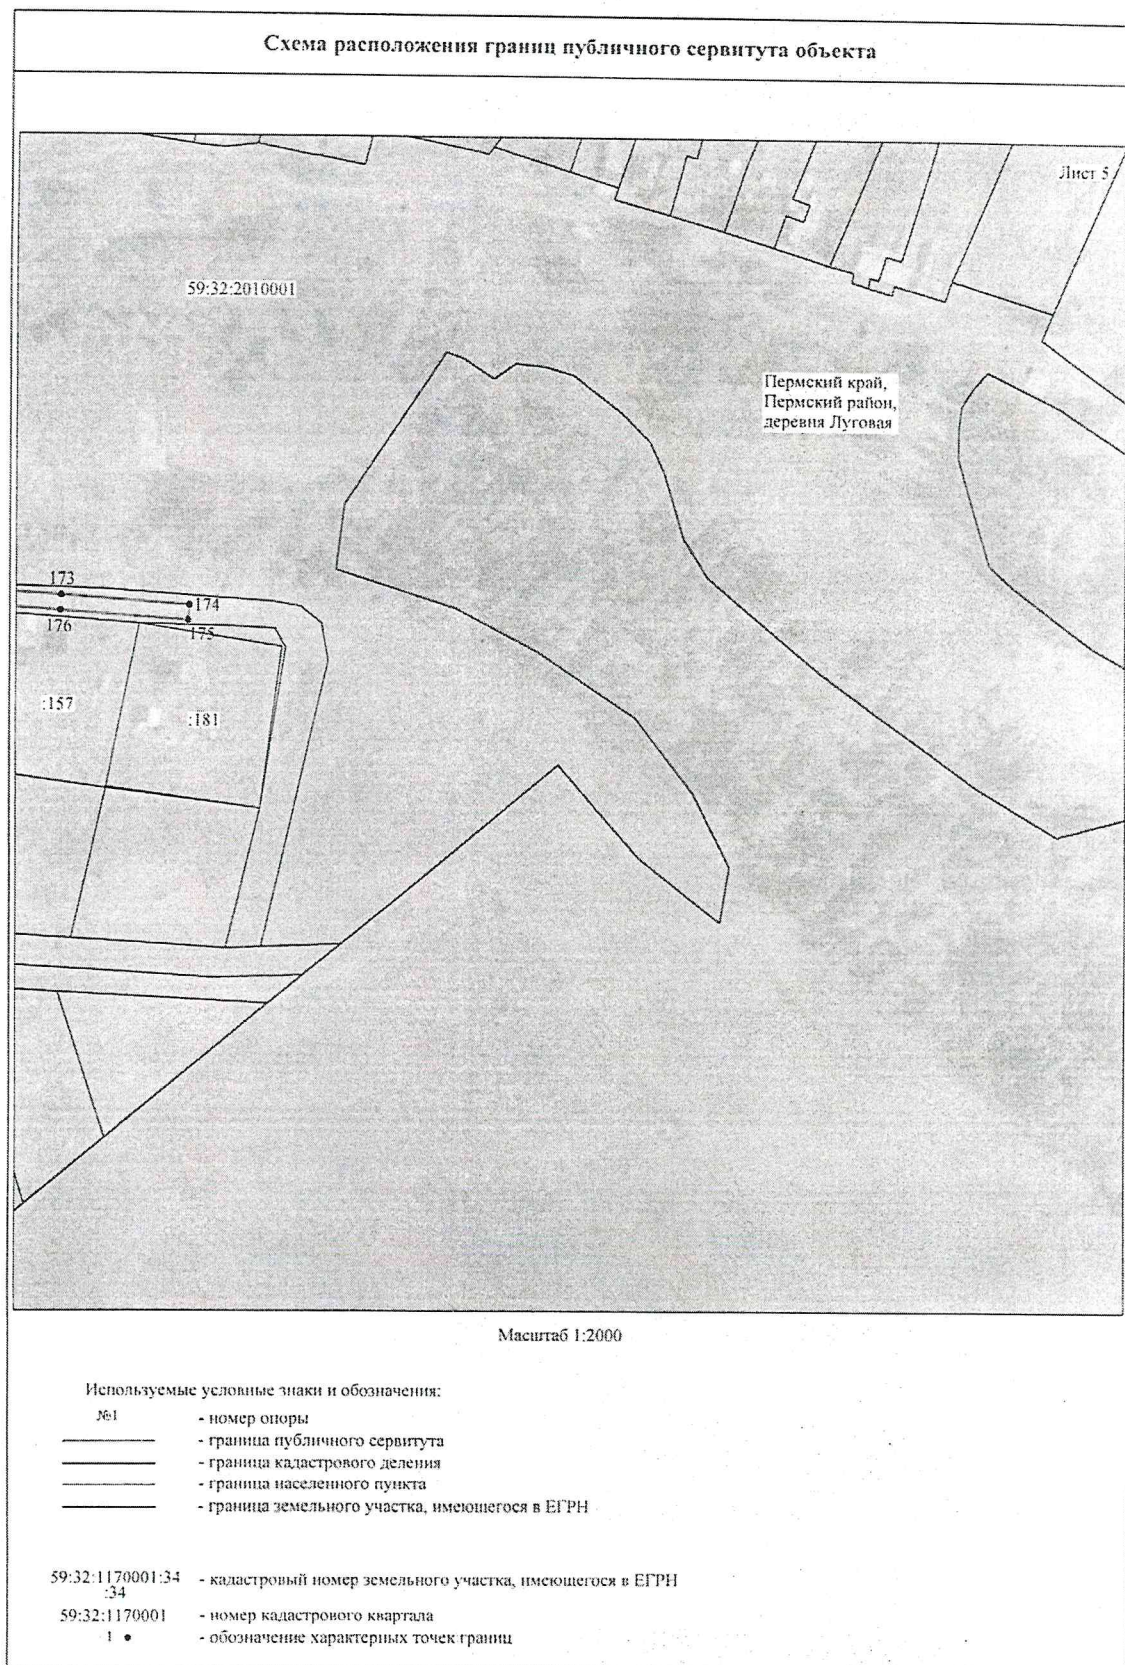 Схема расположения границ публичного сервитута объекта
Лист 5
59:32:2010001
Пермский край,
Пермский район,
деревня Луговая
173
174
176
175
:157
:181
Масштаб 1:2000
Используемые условные знаки и обозначения:
№1 - номер опоры
- граница публичного сервитута
- граница кадастрового деления
- граница населенного пункта
- граница земельного участка, имеющегося в ЕГРН
59:32:1170001:34 - кадастровый номер земельного участка, имеющегося в ЕГРН
:34
59:32:1170001 - номер кадастрового квартала
1 ● - обозначение характерных точек границ